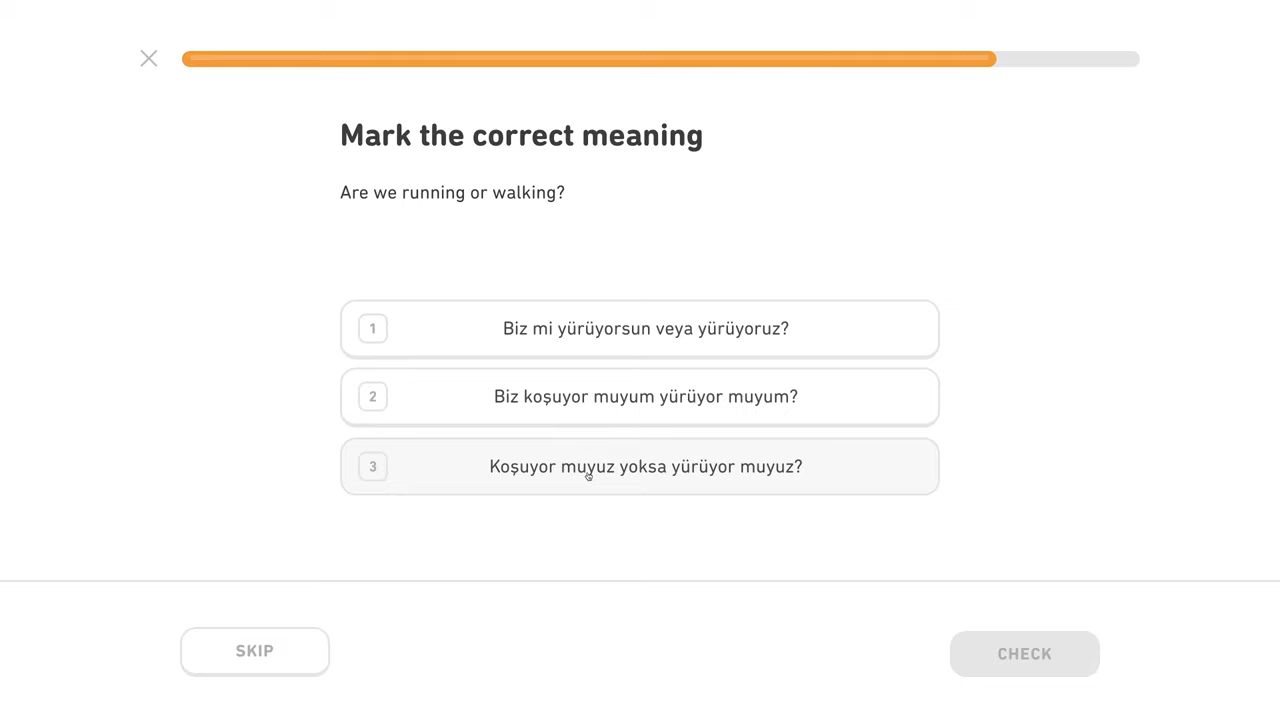 Mark the correct meaning
Are we running or walking?
1 Biz mi yürüyorsun veya yürüyoruz?
2 Biz koşuyor muyum yürüyor muyum?
3 Koşuyor muyuz yoksa yürüyor muyuz?
SKIP
CHECK